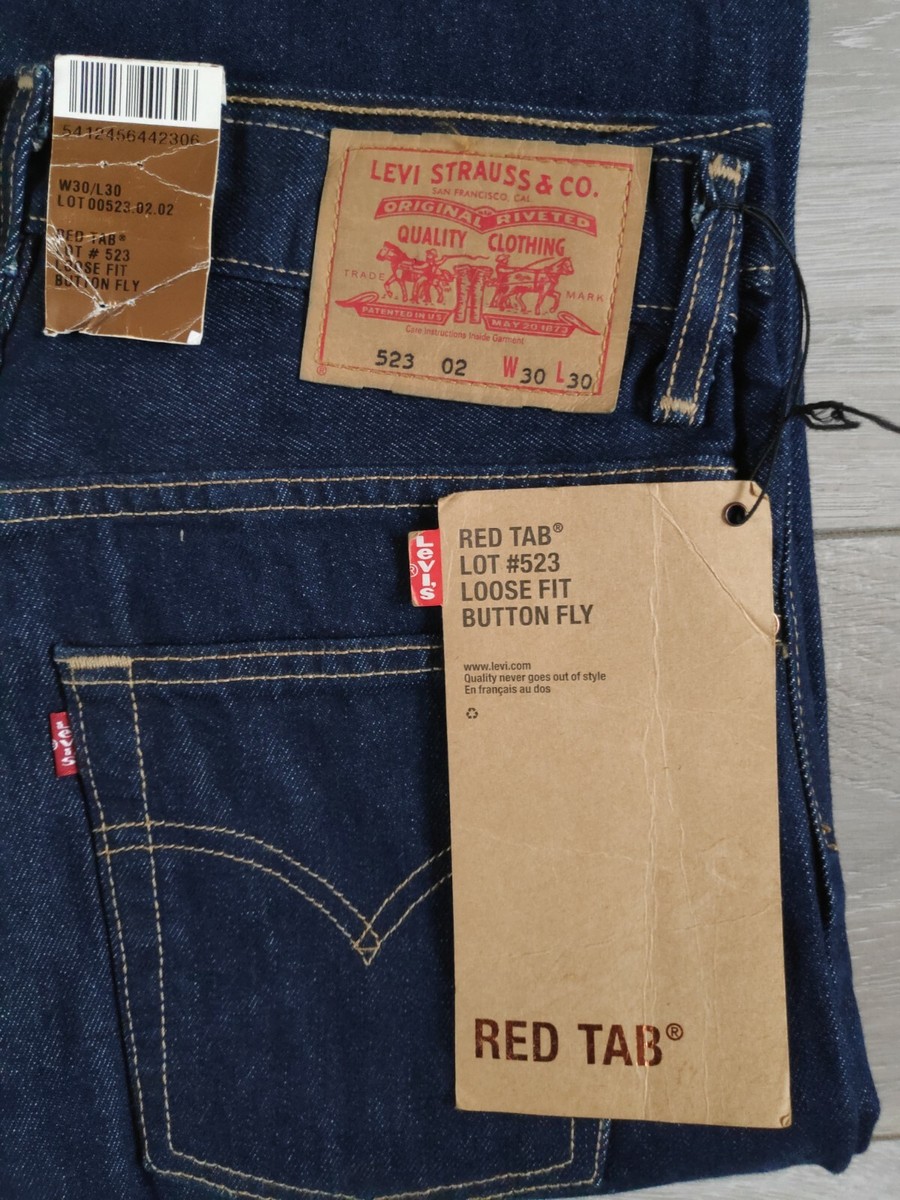 5412456442306
W30/L30
LOT 00523.02.02
RED TAB®
LOT # 523
LOOSE FIT
BUTTON FLY
LEVI STRAUSS & CO.
SAN FRANCISCO, CAL.
ORIGINAL RIVETED
QUALITY CLOTHING
TRADE MARK
PATENTED IN U.S. MAY 20 1873
Care Instructions Inside Garment
® 523 02 W 30 L 30
Levi's ®
RED TAB®
LOT #523
LOOSE FIT
BUTTON FLY
www.levi.com
Quality never goes out of style
En français au dos
Levi's
RED TAB®